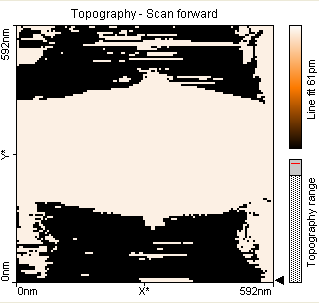 Topography - Scan forward
592nm
Y*
0nm
0nm
X*
592nm
Line fit 61pm
Topography range